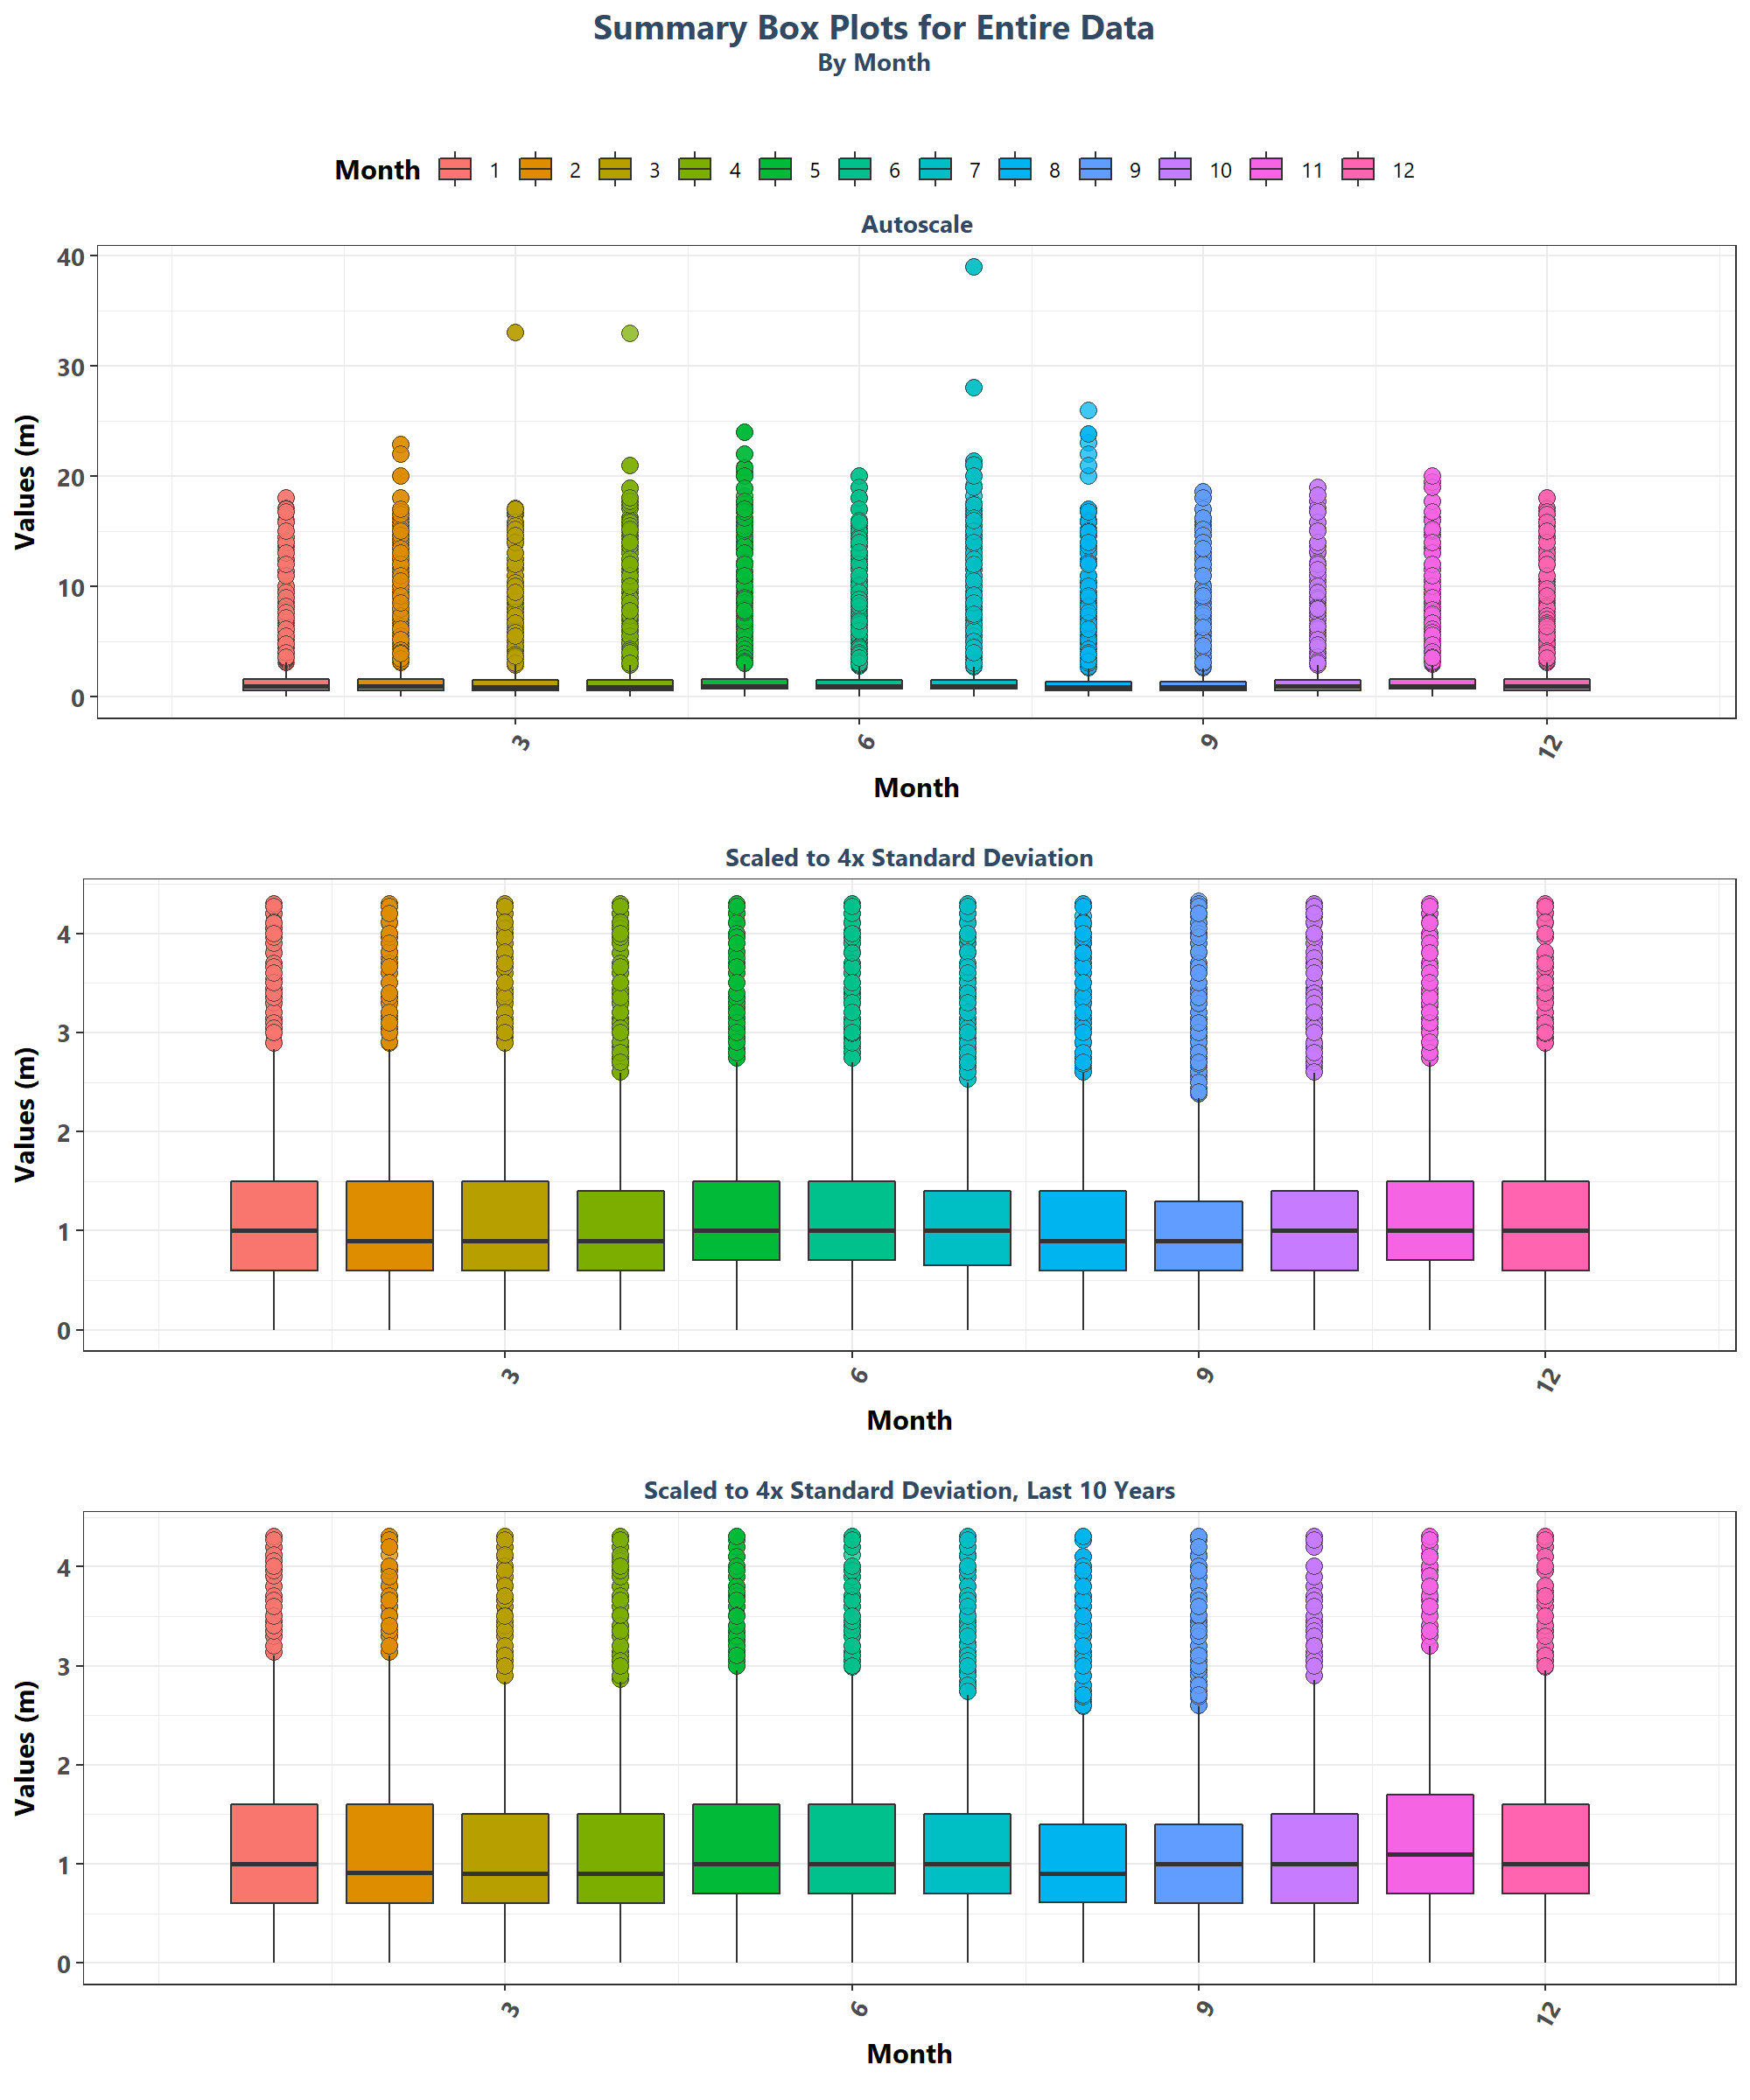 Summary Box Plots for Entire Data
By Month
Month 1 2 3 4 5 6 7 8 9 10 11 12
Autoscale
Values (m)
40
30
20
10
0
3 6 9 12
Month
Scaled to 4x Standard Deviation
Values (m)
4
3
2
1
0
3 6 9 12
Month
Scaled to 4x Standard Deviation, Last 10 Years
Values (m)
4
3
2
1
0
3 6 9 12
Month